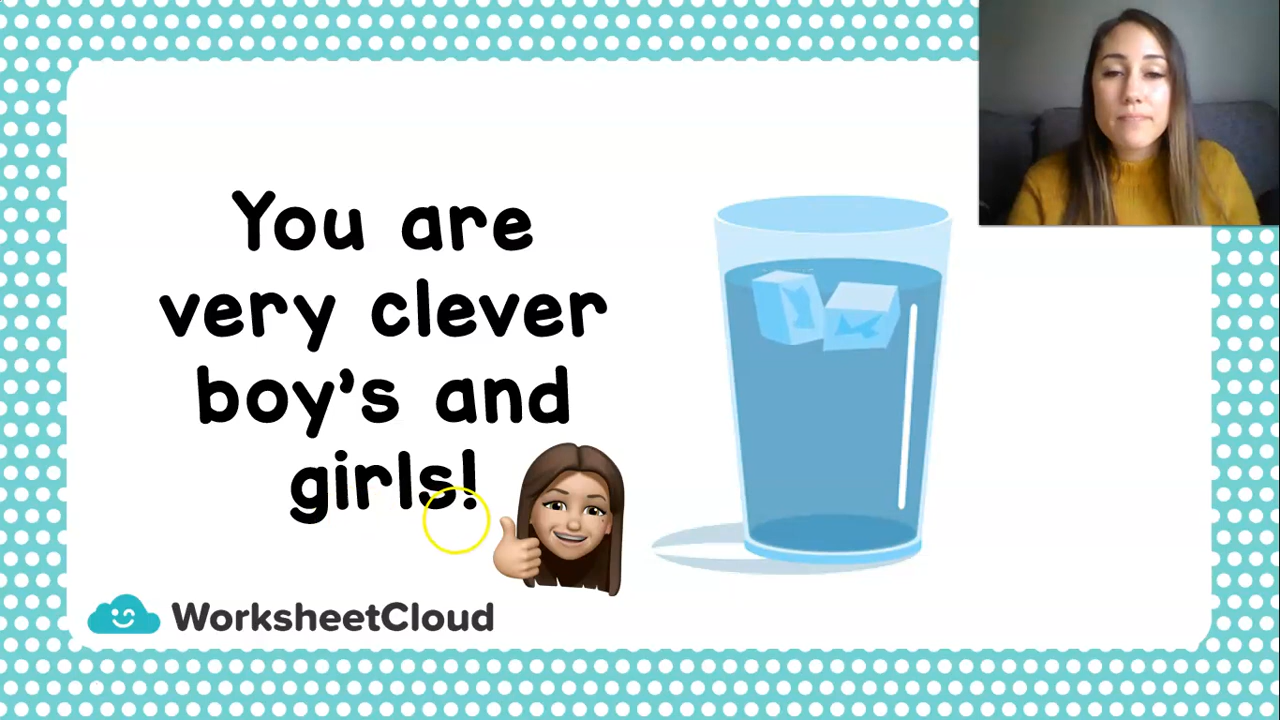 You are
very clever
boy's and
girls!
WorksheetCloud